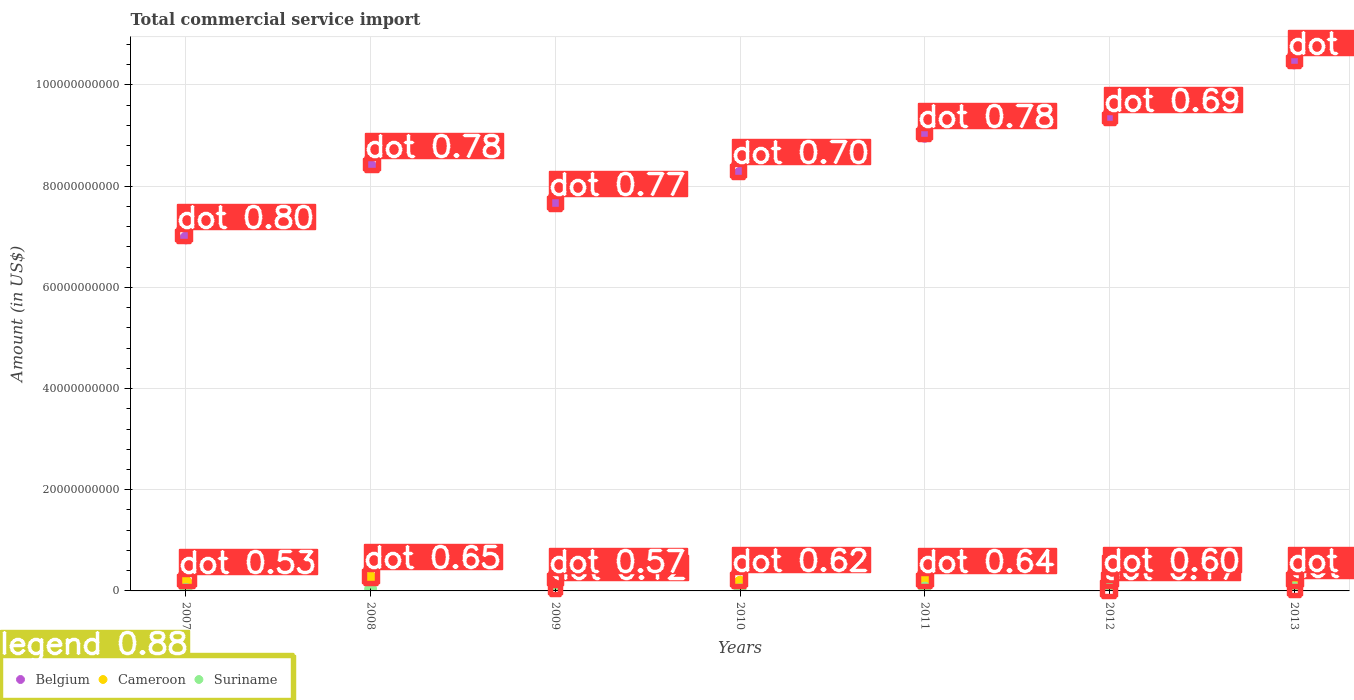 Total commercial service import
dot
100000000000
dot 0.69
dot 0.78
dot 0.78
dot 0.70
dot 0.77
80000000000
dot 0.80
60000000000
40000000000
20000000000
Amount (in US$)
dot 0.53
dot 0.65
dot 0.57
dot 0.62
dot 0.64
dot 0.60
dot
2007 2008 2009 2010 2011 2012 2013
Years
legend 0.88
Belgium Cameroon Suriname